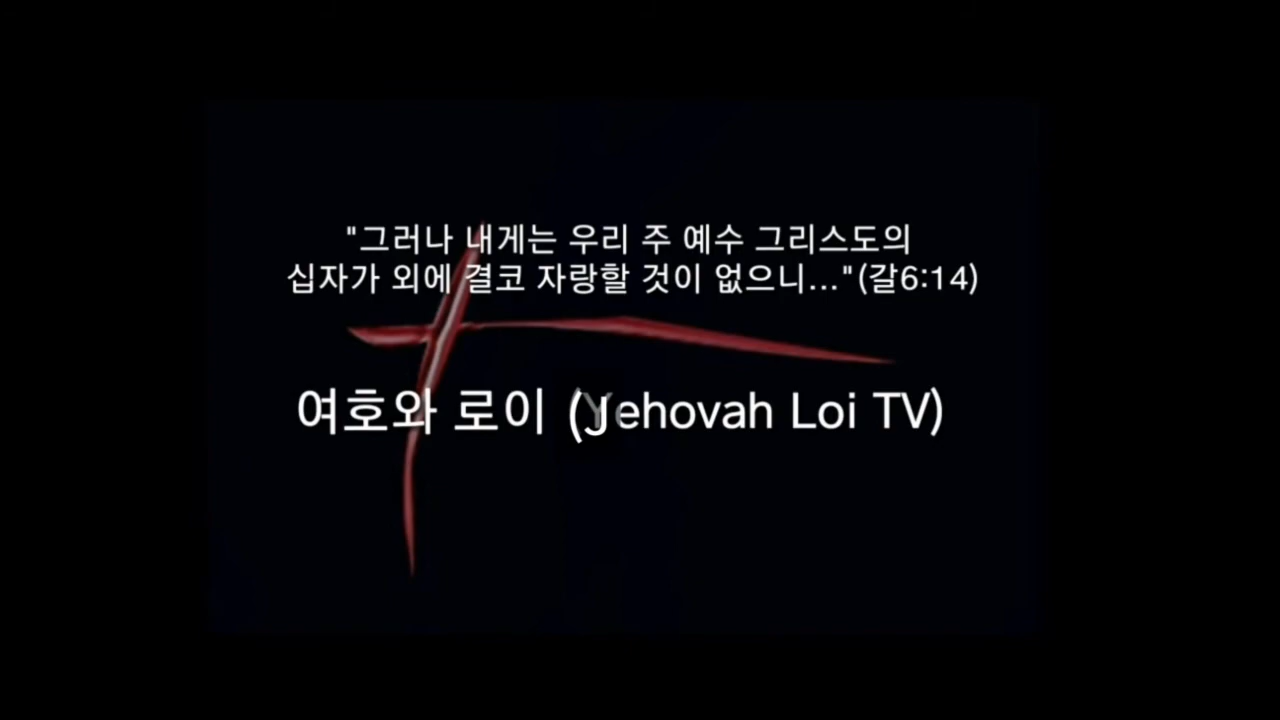 "그러나 내게는 우리 주 예수 그리스도의
십자가 외에 결코 자랑할 것이 없으니..."(갈6:14)
여호와 로이 (Jehovah Loi TV)